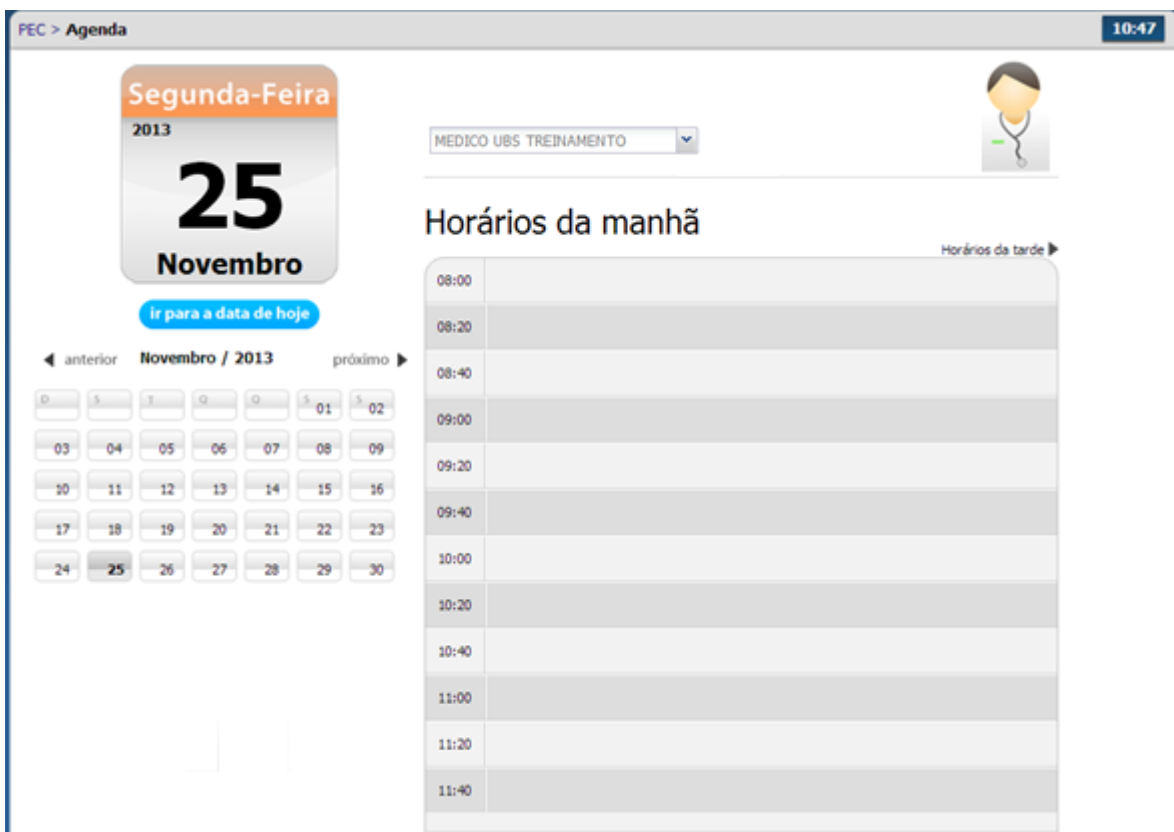 PEC > Agenda
10:47
Segunda-Feira
2013
25
Novembro
ir para a data de hoje
anterior Novembro / 2013 próximo
D S T Q Q S 01 S 02
03 04 05 06 07 08 09
10 11 12 13 14 15 16
17 18 19 20 21 22 23
24 25 26 27 28 29 30
MEDICO UBS TREINAMENTO
Horários da manhã
Horários da tarde
08:00
08:20
08:40
09:00
09:20
09:40
10:00
10:20
10:40
11:00
11:20
11:40